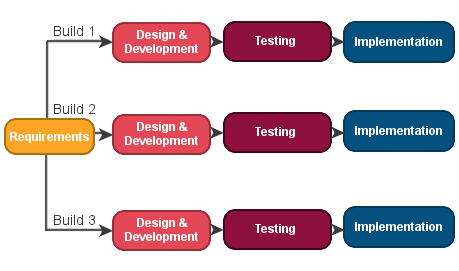 Build 1
Design &
Development
Testing
Implementation
Requirements
Build 2
Design &
Development
Testing
Implementation
Build 3
Design &
Development
Testing
Implementation